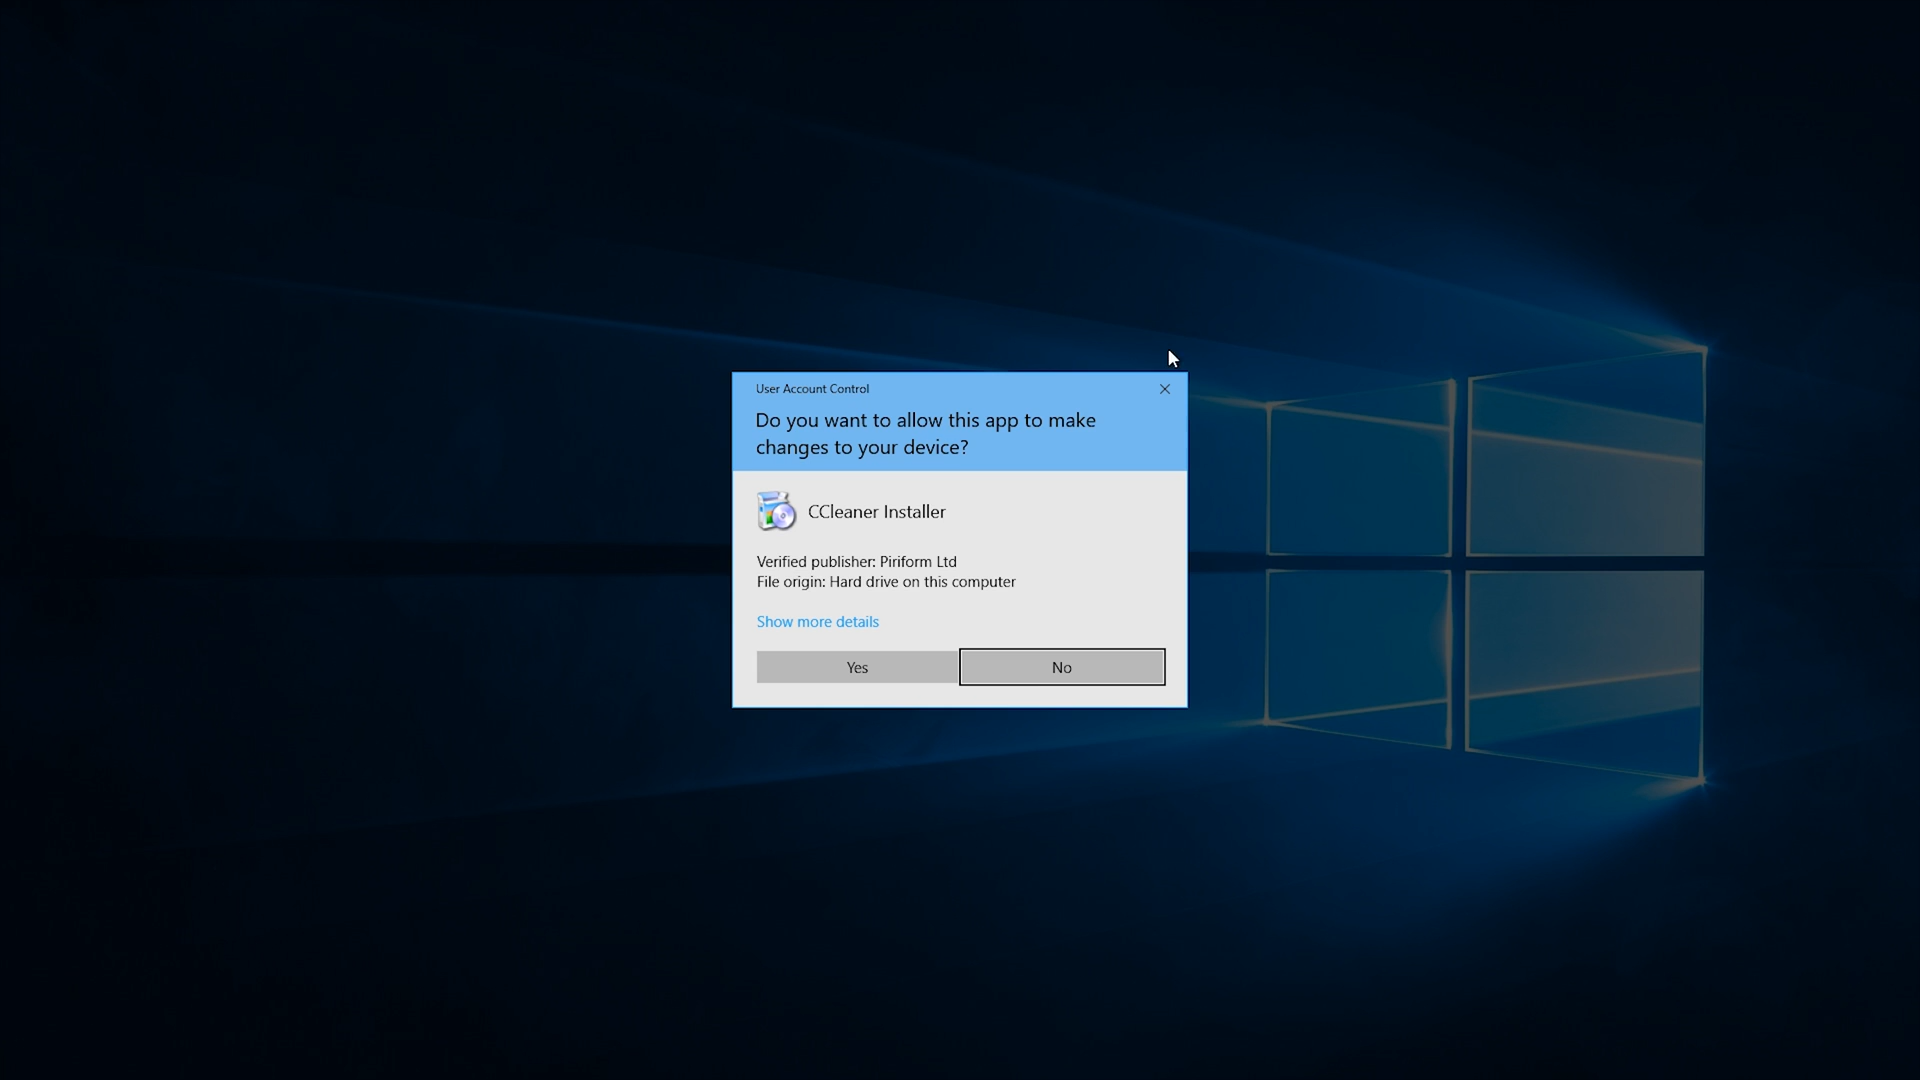 User Account Control
Do you want to allow this app to make
changes to your device?
CCleaner Installer
Verified publisher: Piriform Ltd
File origin: Hard drive on this computer
Show more details
Yes
No